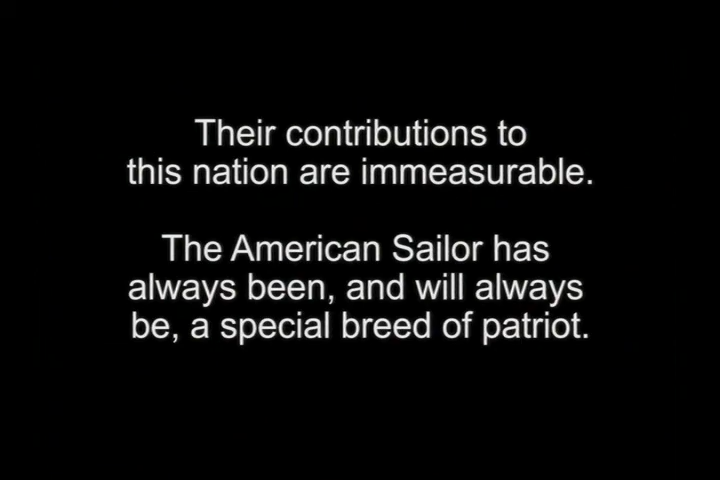 Their contributions to
this nation are immeasurable.
The American Sailor has
always been, and will always
be, a special breed of patriot.